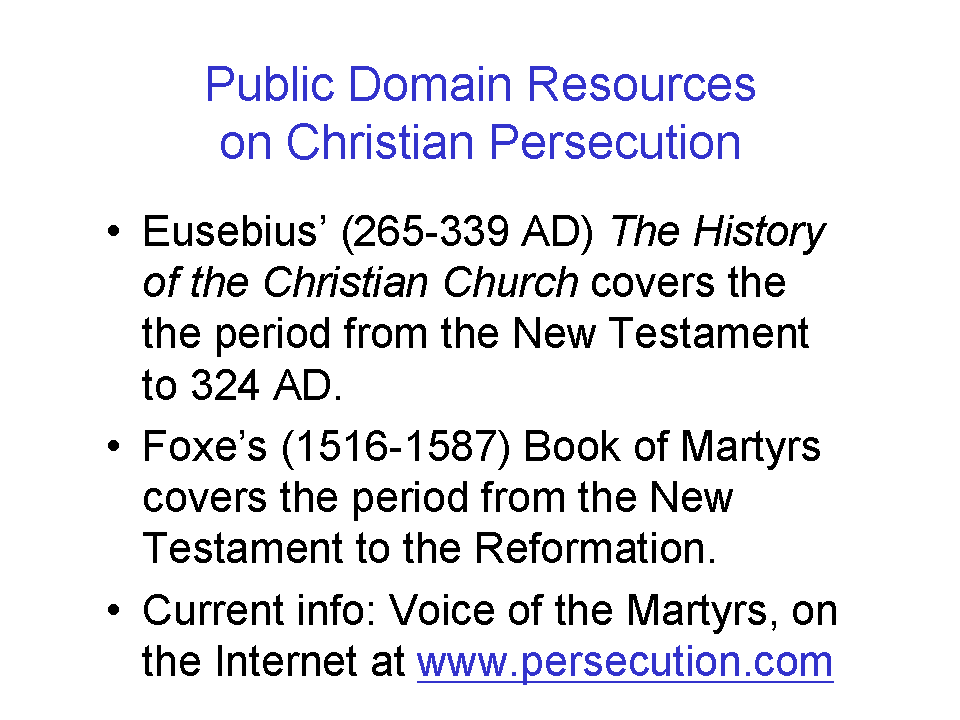 Public Domain Resources
on Christian Persecution
• Eusebius’ (265-339 AD) The History
of the Christian Church covers the
the period from the New Testament
to 324 AD.
• Foxe’s (1516-1587) Book of Martyrs
covers the period from the New
Testament to the Reformation.
• Current info: Voice of the Martyrs, on
the Internet at www.persecution.com